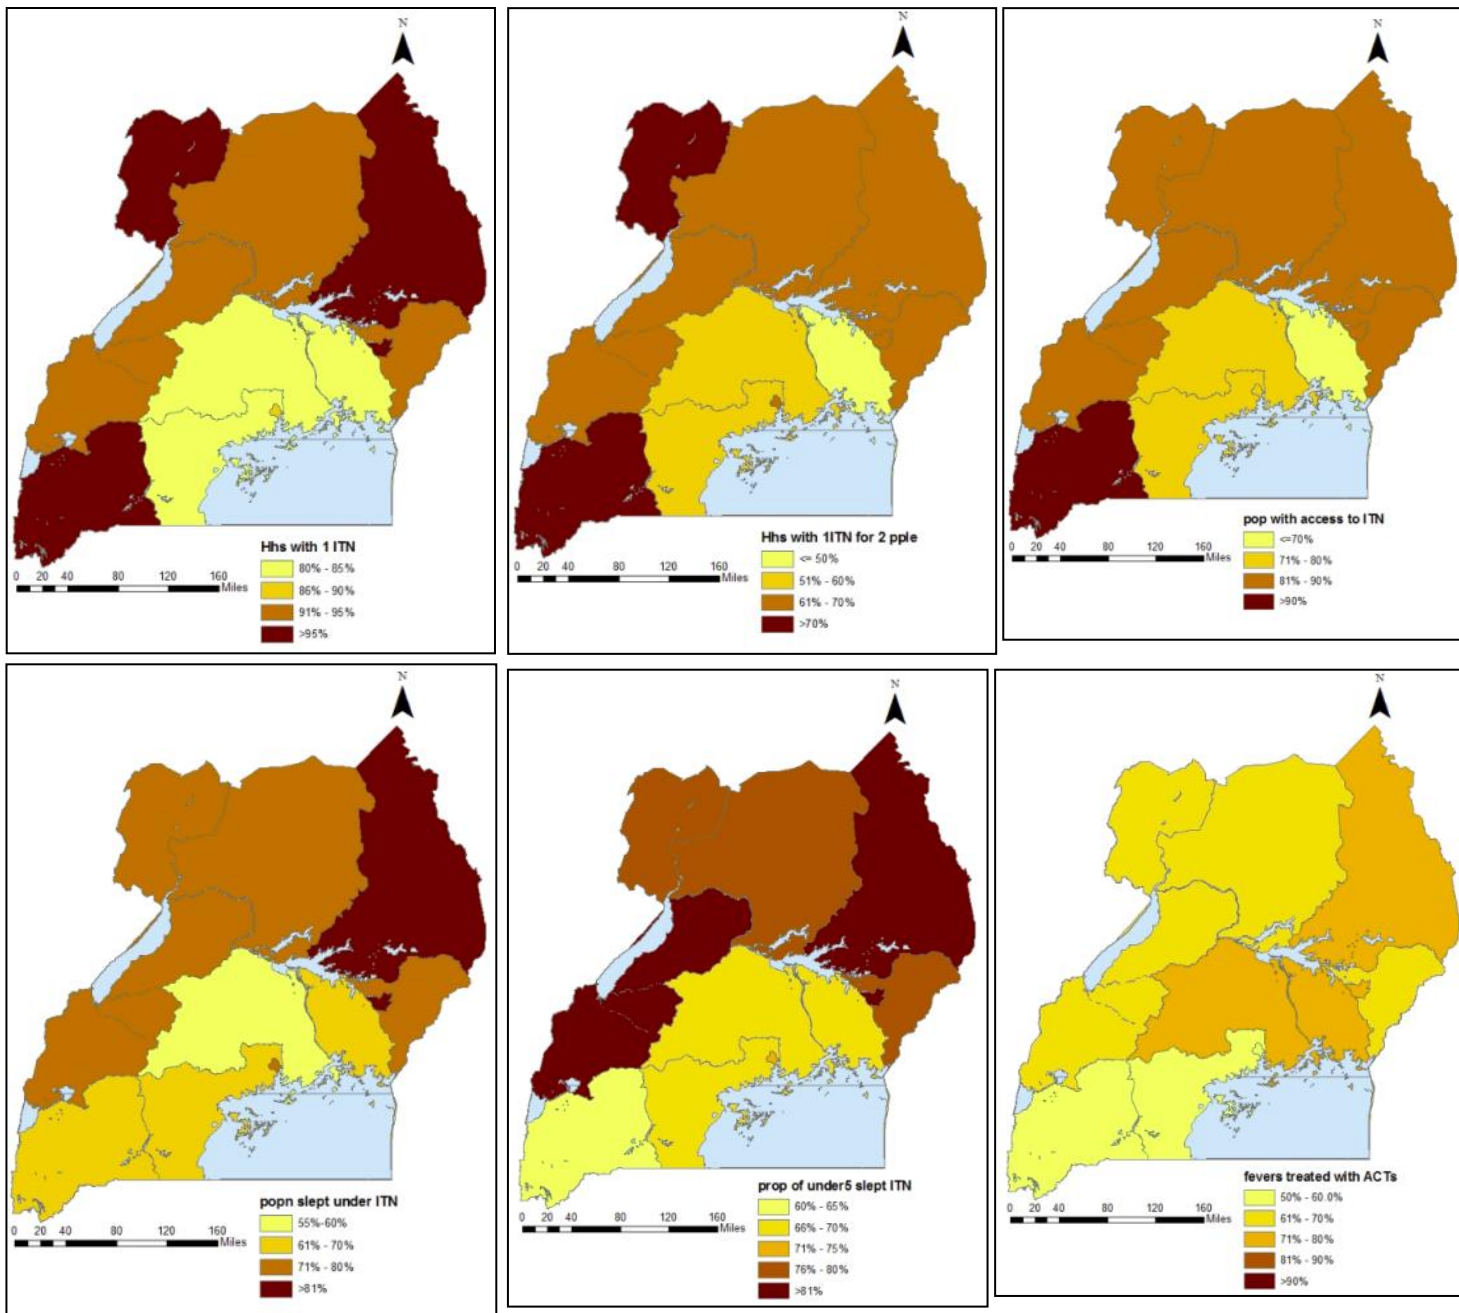 N
Hhs with 1 ITN
80% - 85%
86% - 90%
91% - 95%
>95%
0 20 40 80 120 160
Miles
N
Hhs with 1ITN for 2 pple
<= 50%
51% - 60%
61% - 70%
>70%
0 20 40 80 120 160
Miles
N
pop with access to ITN
<=70%
71% - 80%
81% - 90%
>90%
0 20 40 80 120 160
Miles
N
popn slept under ITN
55%-60%
61% - 70%
71% - 80%
>81%
0 20 40 80 120 160
Miles
N
prop of under5 slept ITN
60% - 65%
66% - 70%
71% - 75%
76% - 80%
>81%
0 20 40 80 120 160
Miles
N
fevers treated with ACTs
50% - 60.0%
61% - 70%
71% - 80%
81% - 90%
>90%
0 20 40 80 120 160
Miles